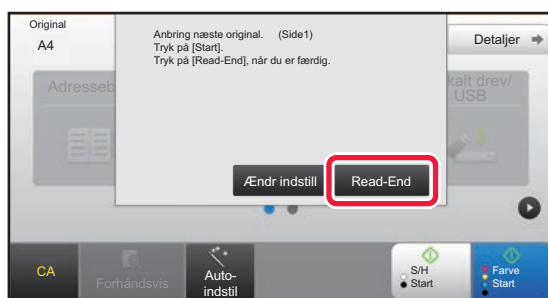 Original
A4
Anbring næste original. (Side1)
Tryk på [Start].
Tryk på [Read-End], når du er færdig.
Detaljer
Adresseb
kalt drev/
USB
Ændr indstill
Read-End
CA
Forhåndsvis
Auto-
indstil
S/H
Start
Farve
Start